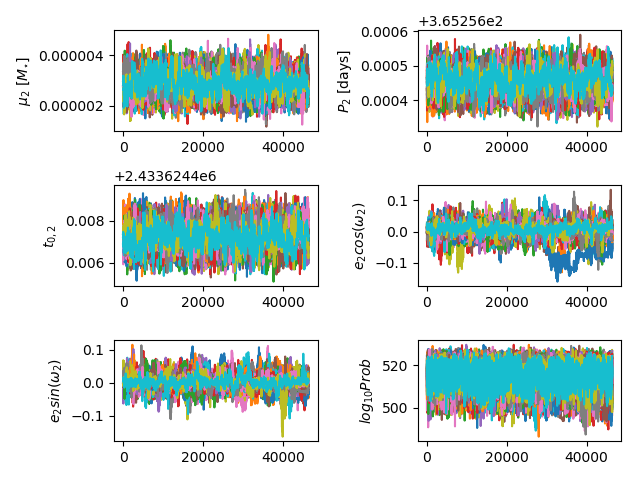 +3.65256e2
μ₂ [M⋆]
0.000004
0.000002
0 20000 40000
P₂ [days]
0.0006
0.0005
0.0004
0 20000 40000
+2.4336244e6
t₀,₂
0.008
0.006
0 20000 40000
e₂cos(ω₂)
0.1
0.0
−0.1
0 20000 40000
e₂sin(ω₂)
0.1
0.0
−0.1
0 20000 40000
log₁₀Prob
520
500
0 20000 40000